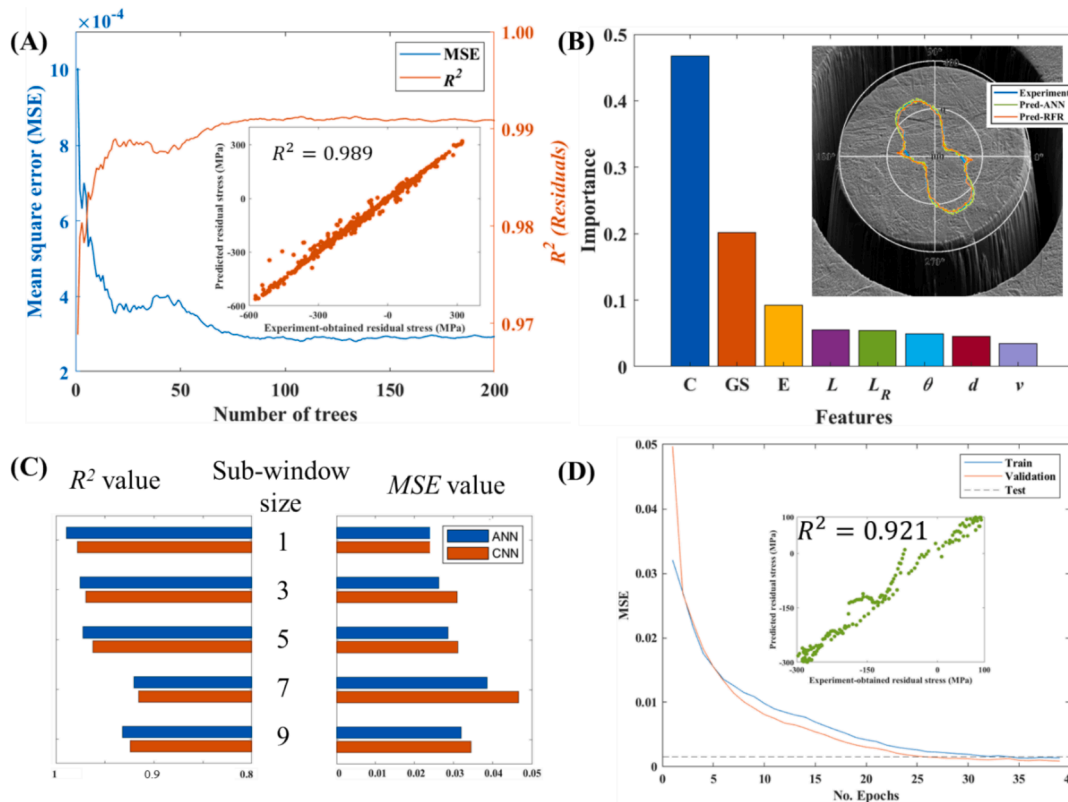 (A)
×10⁻⁴
10
8
6
4
2
Mean square error (MSE)
0
50
100
150
200
Number of trees
1.00
0.99
0.98
0.97
R² (Residuals)
MSE
R²
R² = 0.989
300
0
-300
-600
Predicted residual stress (MPa)
-600
-300
-0
300
Experiment-obtained residual stress (MPa)
(B)
0.5
0.4
0.3
0.2
0.1
0
Importance
C
GS
E
L
L_R
θ
d
v
Features
Experiment
Pred-ANN
Pred-RFR
90°
0°
180°
270°
(C)
R² value
Sub-window
size
MSE value
ANN
CNN
1
3
5
7
9
1
0.9
0.8
0
0.01
0.02
0.03
0.04
0.05
(D)
0.05
0.04
0.03
0.02
0.01
0
MSE
0
5
10
15
20
25
30
35
40
No. Epochs
Train
Validation
Test
R² = 0.921
100
0
-150
-300
Predicted residual stress (MPa)
-300
-150
0
100
Experiment-obtained residual stress (MPa)